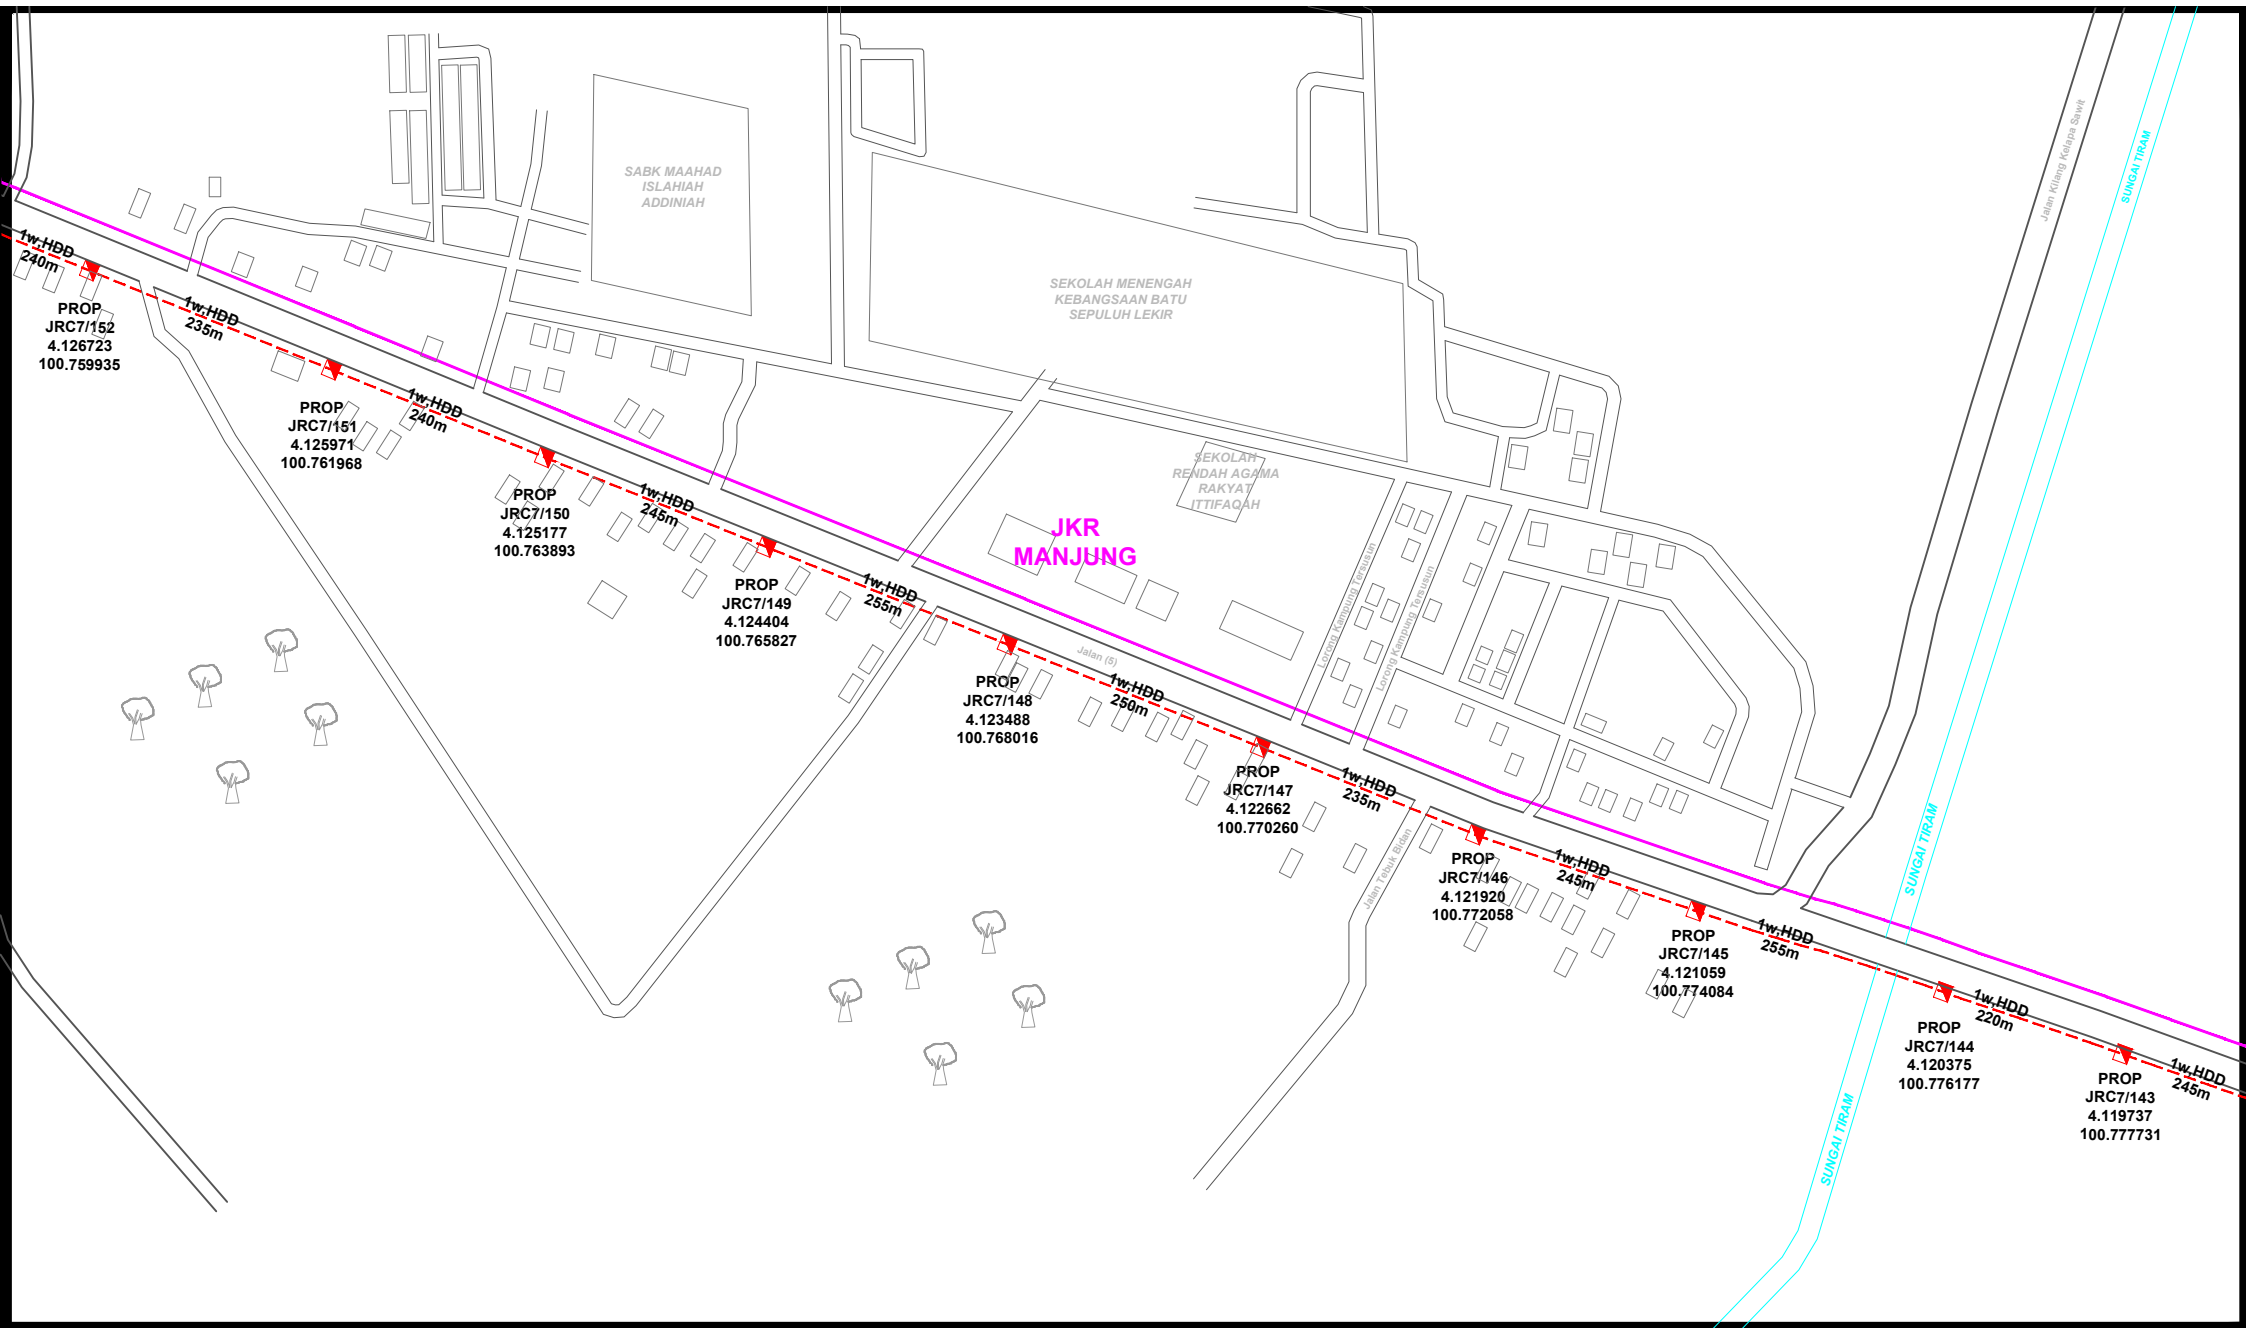 SABK MAAHAD
ISLAHIAH
ADDINIAH
SEKOLAH MENENGAH
KEBANGSAAN BATU
SEPULUH LEKIR
Jalan Kilang Kelapa Sawit
SUNGAI TIRAM
1w,HDD
240m
PROP
JRC7/152
4.126723
100.759935
1w,HDD
235m
PROP
JRC7/151
4.125971
100.761968
1w,HDD
240m
PROP
JRC7/150
4.125177
100.763893
1w,HDD
245m
PROP
JRC7/149
4.124404
100.765827
1w,HDD
255m
SEKOLAH
RENDAH AGAMA
RAKYAT
ITTIFAQAH
JKR
MANJUNG
Lorong Kampung Tersusun
Lorong Kampung Tersusun
Jalan (5)
PROP
JRC7/148
4.123488
100.768016
1w,HDD
250m
PROP
JRC7/147
4.122662
100.770260
1w,HDD
235m
Jalan Tebuk Bidan
PROP
JRC7/146
4.121920
100.772058
1w,HDD
245m
PROP
JRC7/145
4.121059
100.774084
1w,HDD
255m
SUNGAI TIRAM
PROP
JRC7/144
4.120375
100.776177
1w,HDD
220m
PROP
JRC7/143
4.119737
100.777731
1w,HDD
245m
SUNGAI TIRAM